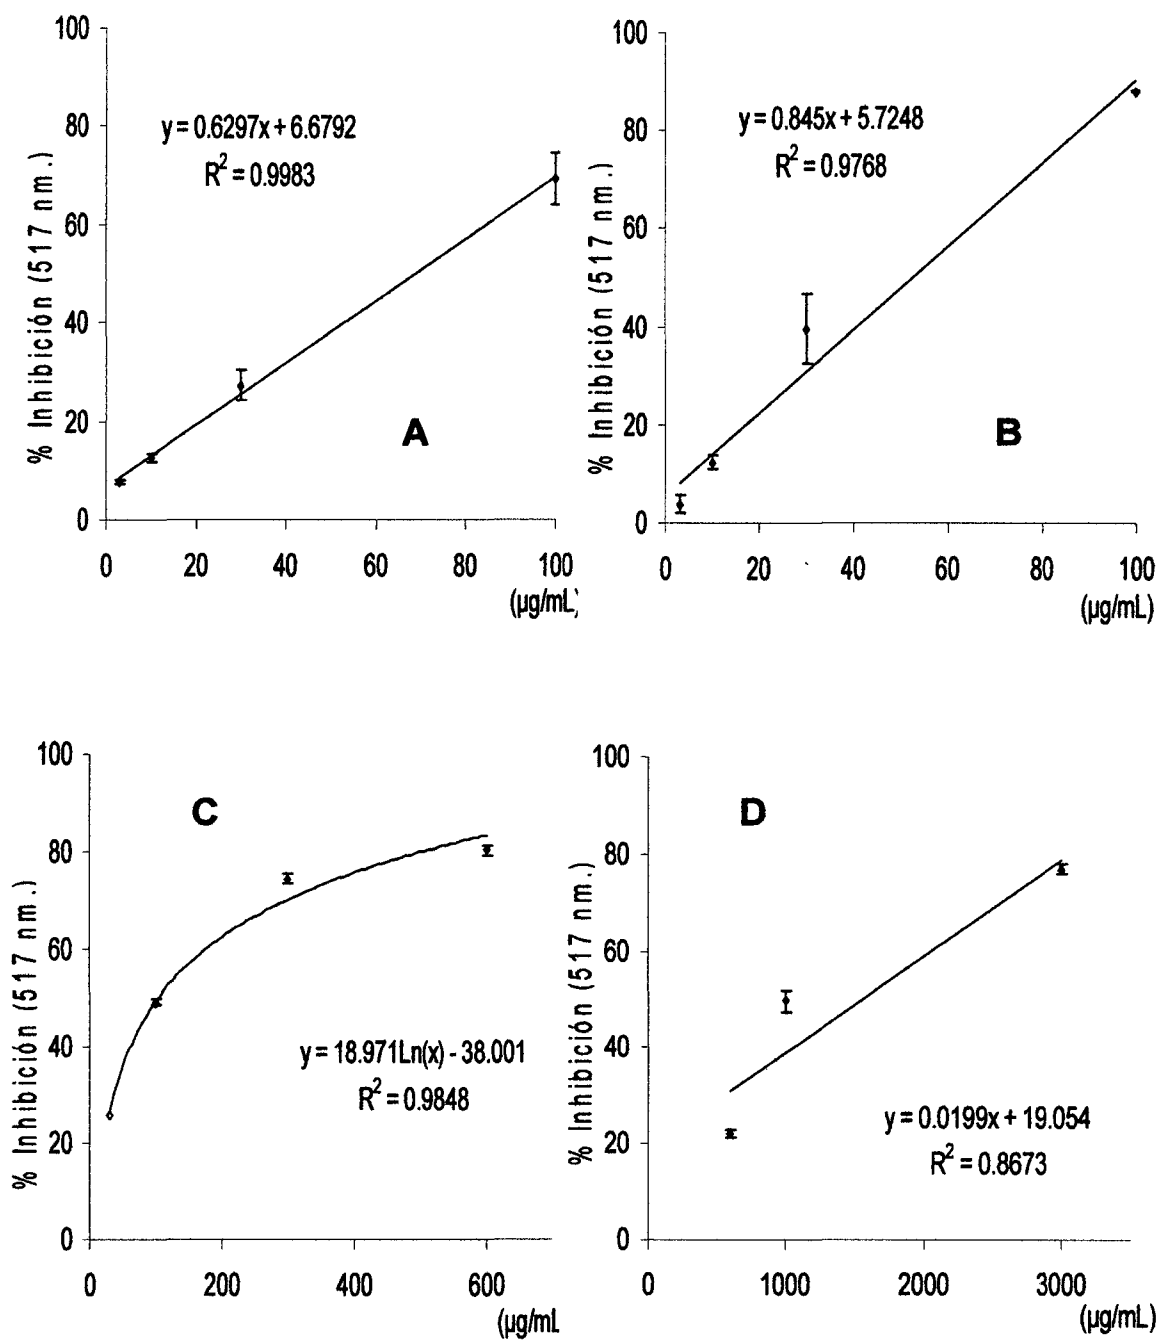 100
80
60
40
20
0
% Inhibición (517 nm.)
y = 0.6297x + 6.6792
R² = 0.9983
A
0 20 40 60 80 100
(µg/mL)
100
80
60
40
20
0
% Inhibición (517 nm.)
y = 0.845x + 5.7248
R² = 0.9768
B
0 20 40 60 80 100
(µg/mL)
100
80
60
40
20
0
% Inhibición (517 nm.)
C
y = 18.971Ln(x) - 38.001
R² = 0.9848
0 200 400 600
(µg/mL
100
80
60
40
20
0
% Inhibición (517 nm.)
D
y = 0.0199x + 19.054
R² = 0.8673
0 1000 2000 3000
(µg/mL)